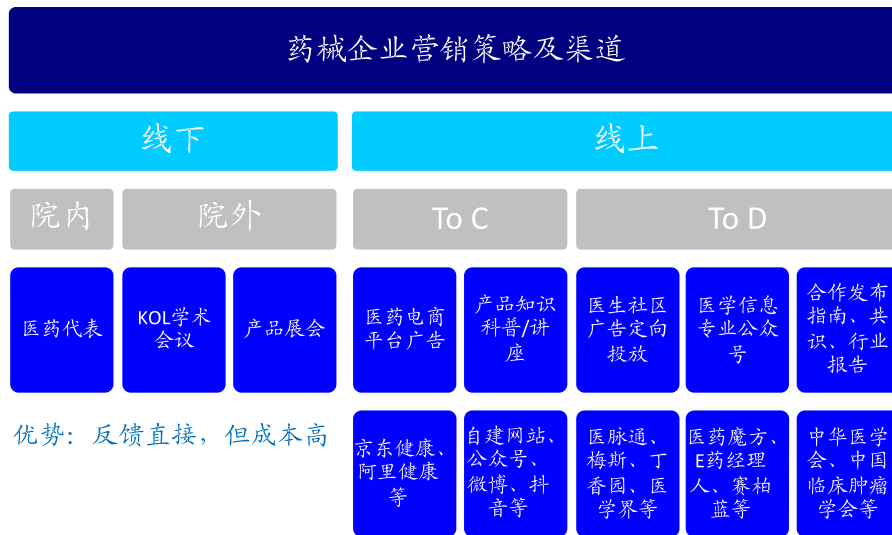 药械企业营销策略及渠道
线下
线上
院内
院外
To C
To D
医药代表
KOL学术
会议
产品展会
医药电商
平台广告
产品知识
科普/讲
座
医生社区
广告定向
投放
医学信息
专业公众
号
合作发布
指南、共
识、行业
报告
优势：反馈直接，但成本高
京东健康、
阿里健康
等
自建网站、
公众号、
微博、抖
音等
医脉通、
梅斯、丁
香园、医
学界等
医药魔方、
E药经理
人、赛柏
蓝等
中华医学
会、中国
临床肿瘤
学会等